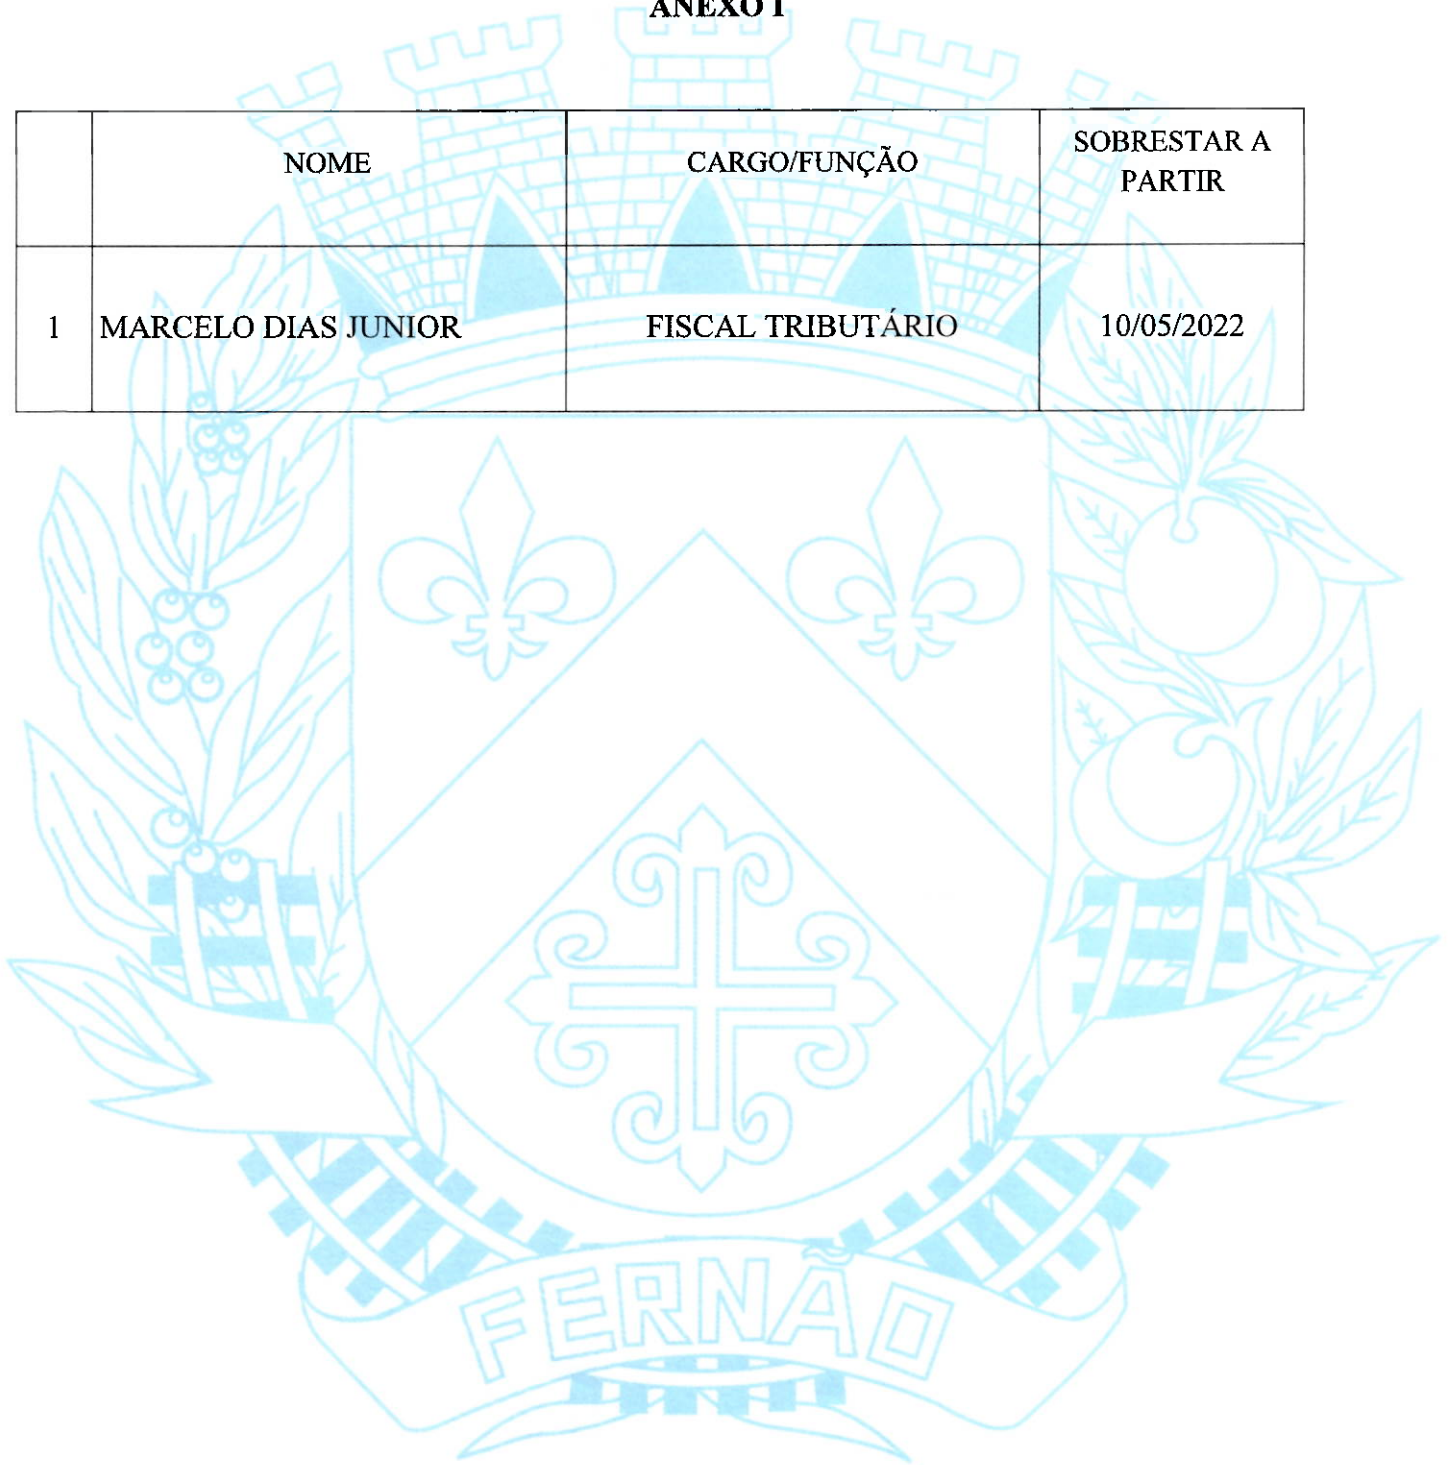 ANEXO I
NOME
CARGO/FUNÇÃO
SOBRESTAR A
PARTIR
1
MARCELO DIAS JUNIOR
FISCAL TRIBUTÁRIO
10/05/2022
FERNÃO